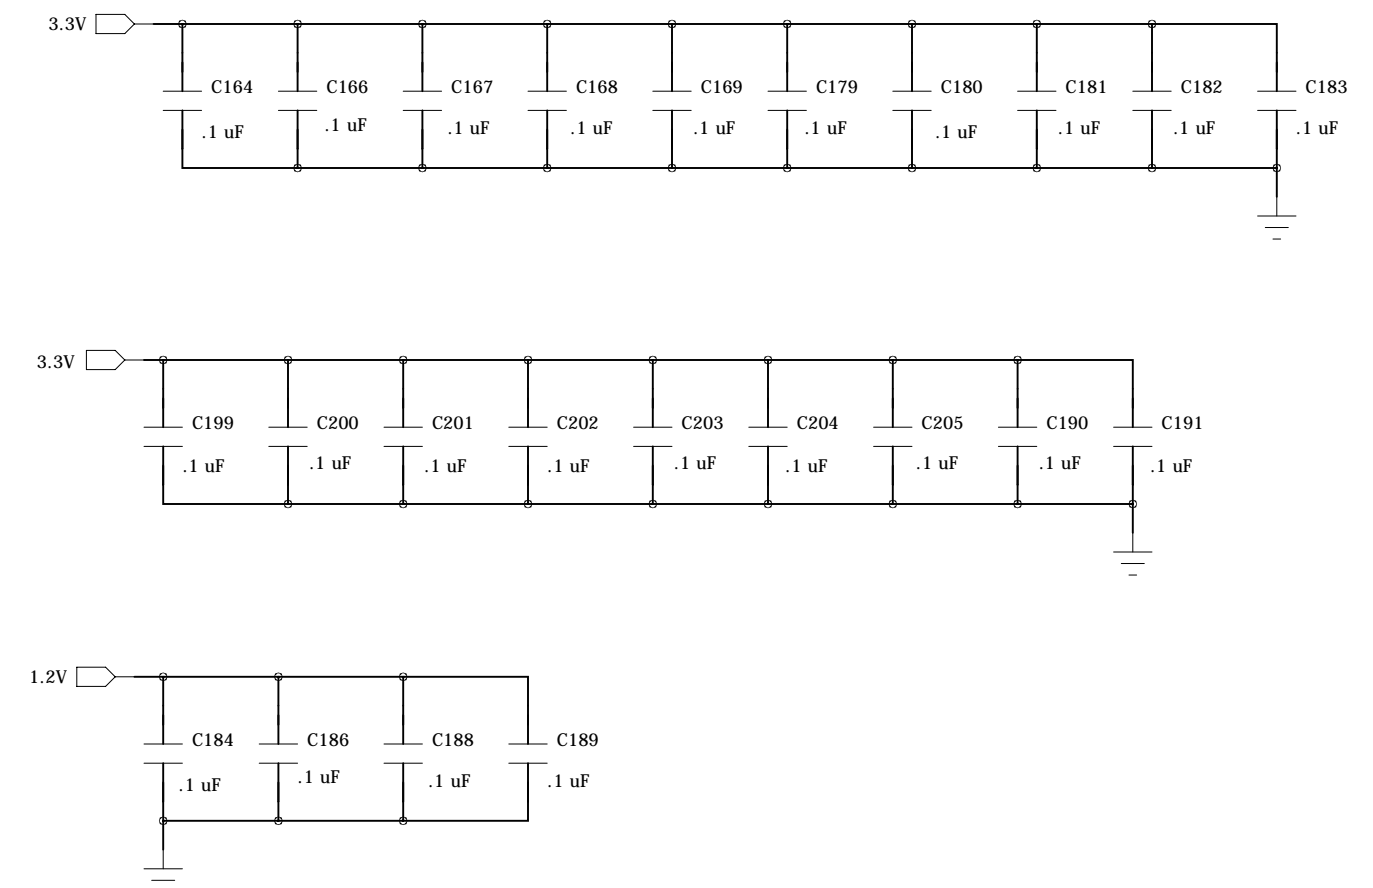 3.3V
C164 C166 C167 C168 C169 C179 C180 C181 C182 C183
.1 uF .1 uF .1 uF .1 uF .1 uF .1 uF .1 uF .1 uF .1 uF .1 uF
3.3V
C199 C200 C201 C202 C203 C204 C205 C190 C191
.1 uF .1 uF .1 uF .1 uF .1 uF .1 uF .1 uF .1 uF .1 uF
1.2V
C184 C186 C188 C189
.1 uF .1 uF .1 uF .1 uF